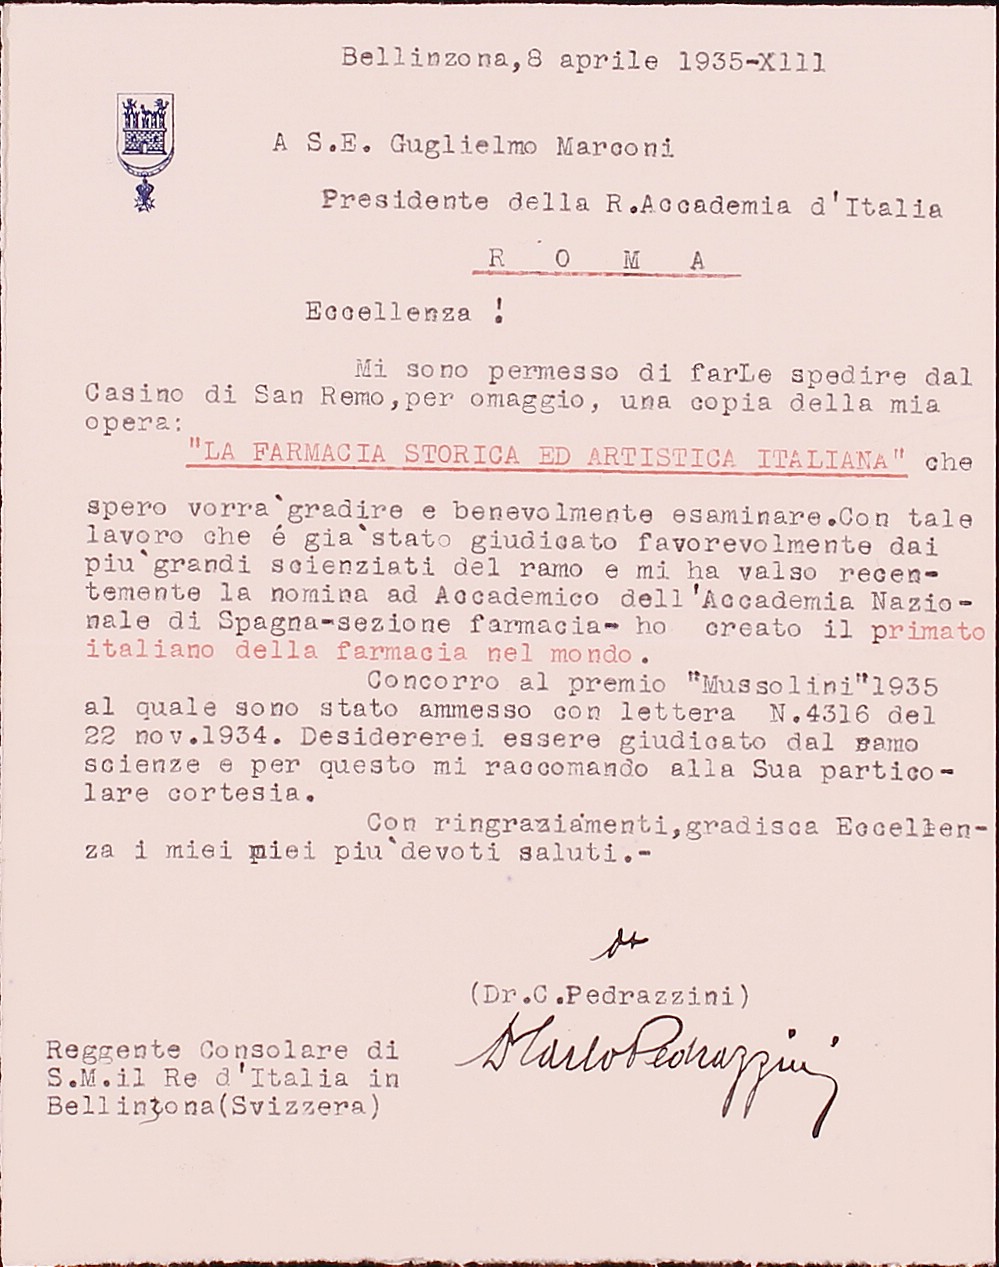 Bellinzona,8 aprile 1935-XIII
A S.E. Guglielmo Marconi
Presidente della R.Accademia d'Italia
R O M A
Eccellenza !
Mi sono permesso di farLe spedire dal
Casino di San Remo,per omaggio, una copia della mia
opera:
"LA FARMACIA STORICA ED ARTISTICA ITALIANA" che
spero vorra`gradire e benevolmente esaminare.Con tale
lavoro che é gia`stato giudicato favorevolmente dai
piu`grandi scienziati del ramo e mi ha valso recen-
temente la nomina ad Accademico dell'Accademia Nazio-
nale di Spagna-sezione farmacia- ho creato il primato
italiano della farmacia nel mondo.
Concorro al premio "Mussolini"1935
al quale sono stato ammesso con lettera N.4316 del
22 nov.1934. Desidererei essere giudicato dal ramo
scienze e per questo mi raccomando alla Sua partico-
lare cortesia.
Con ringraziamenti,gradisca Eccellen-
za i miei piei piu`devoti saluti.-
(Dr.C.Pedrazzini)
Dr Carlo Pedrazzini
Reggente Consolare di
S.M.il Re d'Italia in
Bellinzona(Svizzera)